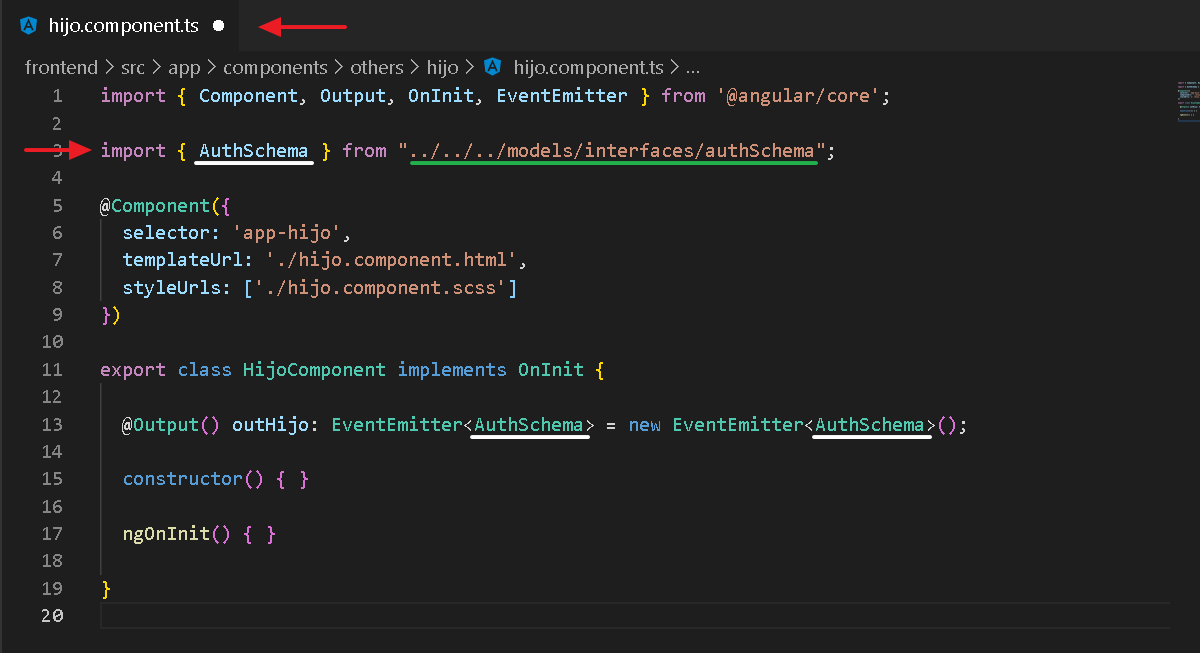 hijo.component.ts
frontend > src > app > components > others > hijo > hijo.component.ts > ...
1 import { Component, Output, OnInit, EventEmitter } from '@angular/core';
2
3 import { AuthSchema } from "../../../models/interfaces/authSchema";
4
5 @Component({
6 selector: 'app-hijo',
7 templateUrl: './hijo.component.html',
8 styleUrls: ['./hijo.component.scss']
9 })
10
11 export class HijoComponent implements OnInit {
12
13 @Output() outHijo: EventEmitter<AuthSchema> = new EventEmitter<AuthSchema>();
14
15 constructor() { }
16
17 ngOnInit() { }
18
19 }
20